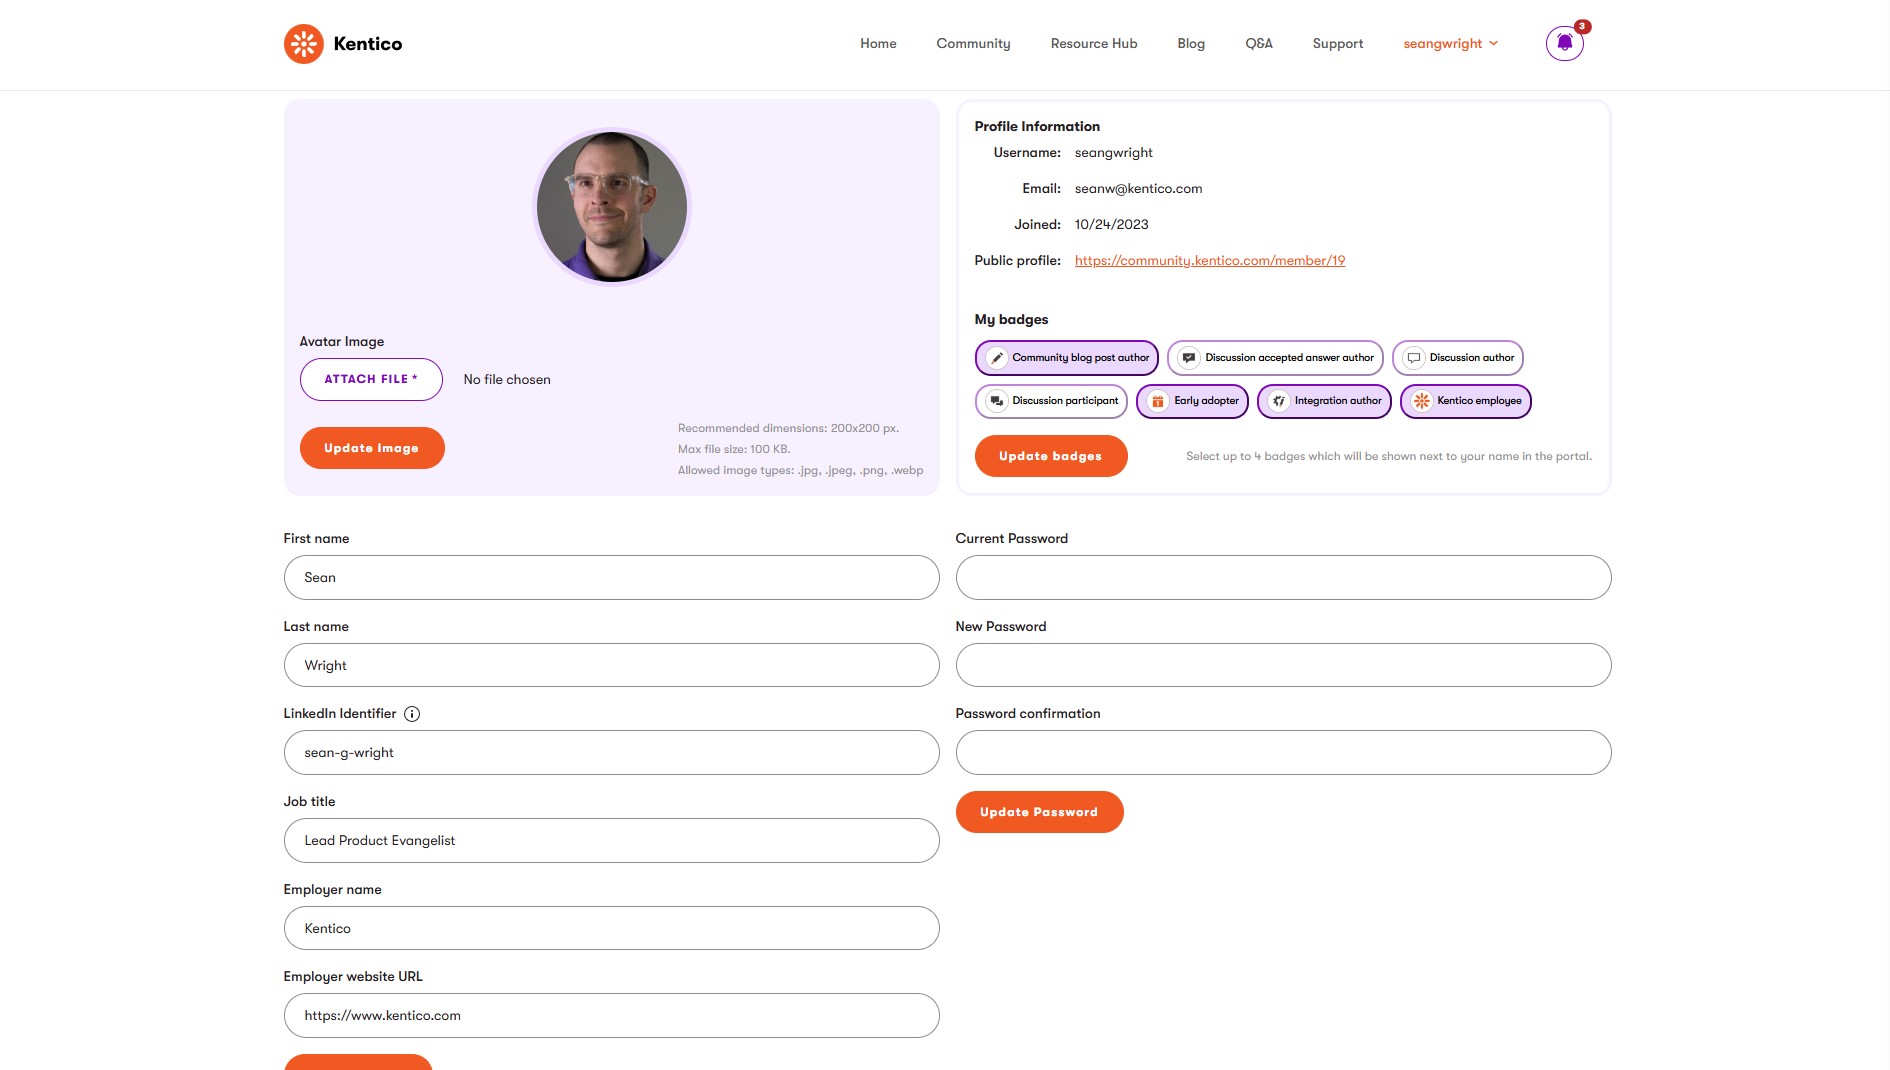 Kentico
Home Community Resource Hub Blog Q&A Support seangwright 3
Avatar Image
ATTACH FILE * No file chosen
Update Image
Recommended dimensions: 200x200 px.
Max file size: 100 KB.
Allowed image types: .jpg, .jpeg, .png, .webp
Profile Information
Username: seangwright
Email: seanw@kentico.com
Joined: 10/24/2023
Public profile: https://community.kentico.com/member/19
My badges
Community blog post author Discussion accepted answer author Discussion author
Discussion participant Early adopter Integration author Kentico employee
Update badges Select up to 4 badges which will be shown next to your name in the portal.
First name
Sean
Last name
Wright
LinkedIn Identifier
sean-g-wright
Job title
Lead Product Evangelist
Employer name
Kentico
Employer website URL
https://www.kentico.com
Current Password
New Password
Password confirmation
Update Password